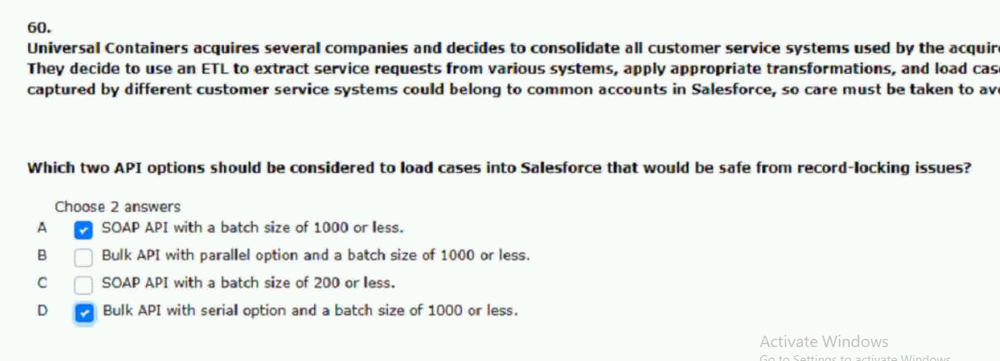 60.
Universal Containers acquires several companies and decides to consolidate all customer service systems used by the
They decide to use an ETL to extract service requests from various systems, apply appropriate transformations, and load
captured by different customer service systems could belong to common accounts in Salesforce, so care must be taken to
Which two API options should be considered to load cases into Salesforce that would be safe from record-locking issues?
Choose 2 answers
A SOAP API with a batch size of 1000 or less.
B Bulk API with parallel option and a batch size of 1000 or less.
C SOAP API with a batch size of 200 or less.
D Bulk API with serial option and a batch size of 1000 or less.
Activate Windows
Go to Settings to activate Windows